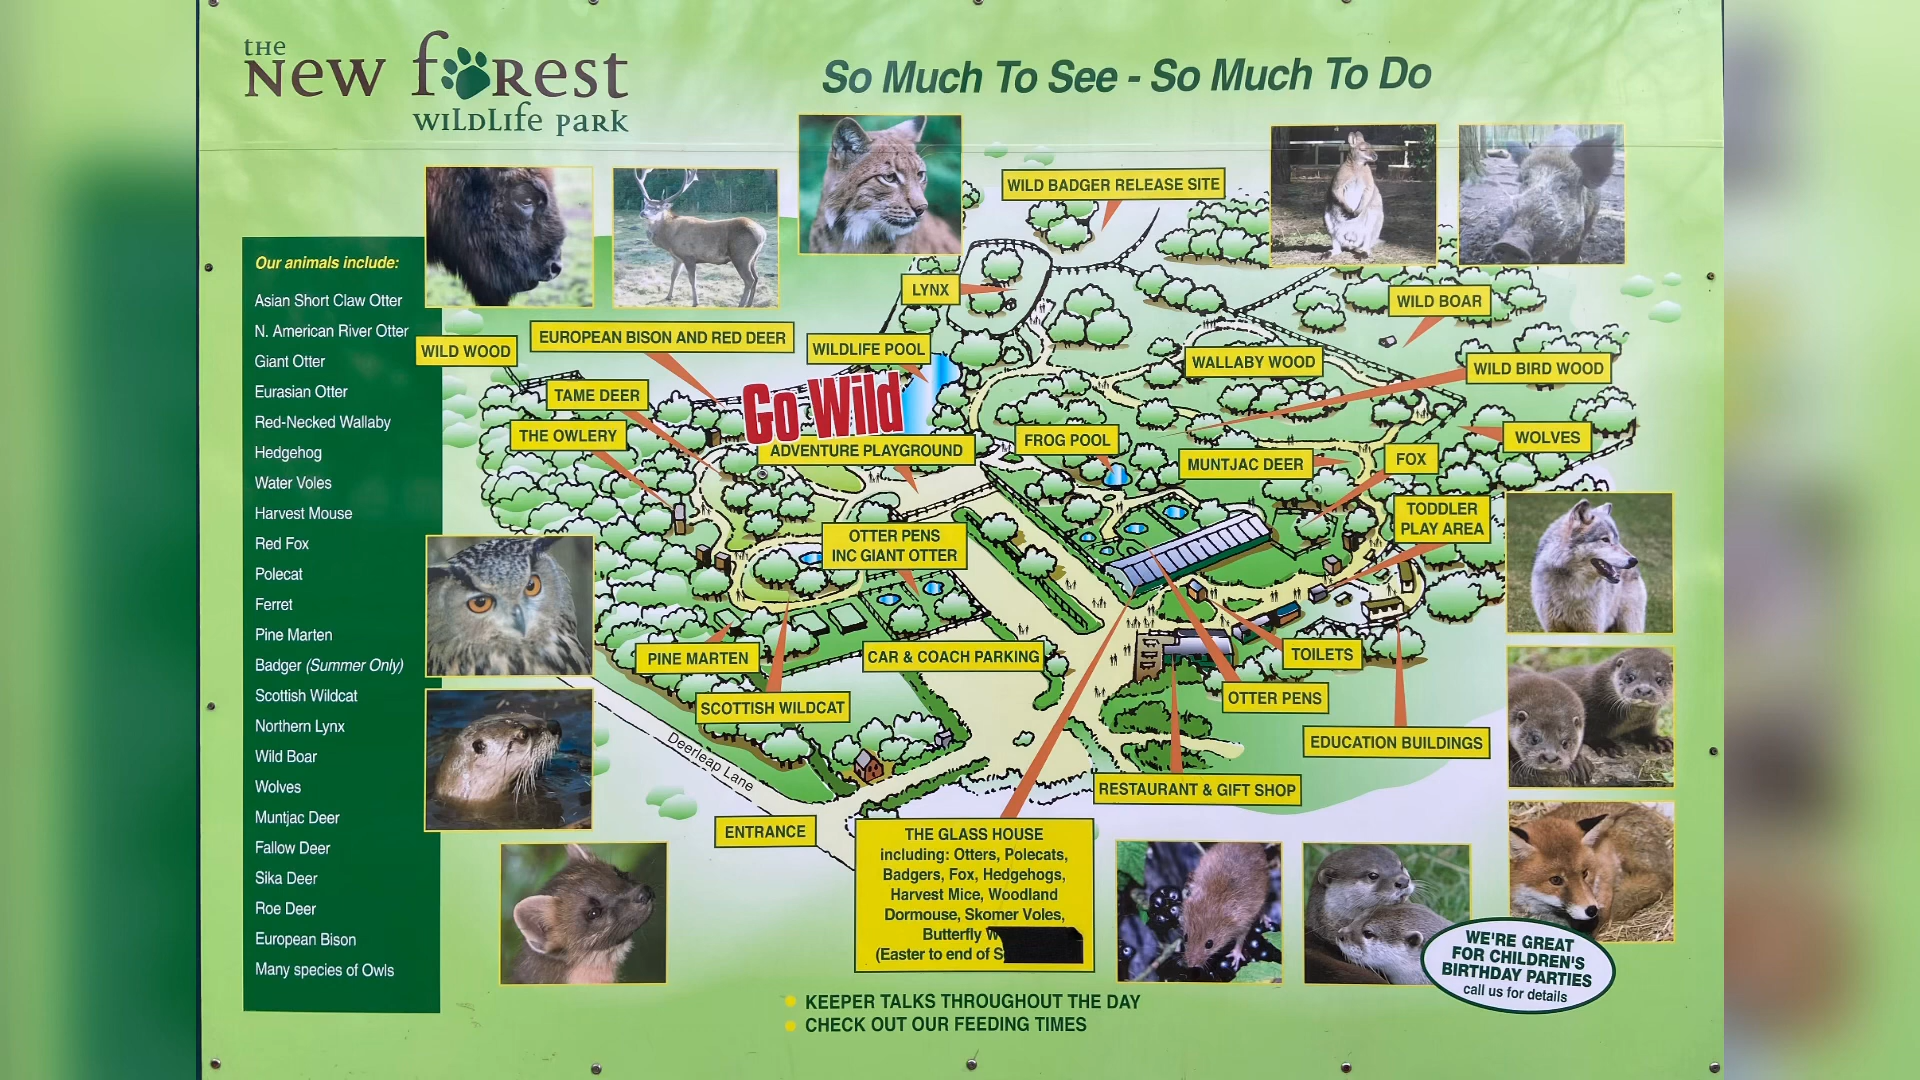 THE
NEW FOREST
WILDLIFE PARK
So Much To See - So Much To Do
Our animals include:
Asian Short Claw Otter
N. American River Otter
Giant Otter
Eurasian Otter
Red-Necked Wallaby
Hedgehog
Water Voles
Harvest Mouse
Red Fox
Polecat
Ferret
Pine Marten
Badger (Summer Only)
Scottish Wildcat
Northern Lynx
Wild Boar
Wolves
Muntjac Deer
Fallow Deer
Sika Deer
Roe Deer
European Bison
Many species of Owls
WILD BADGER RELEASE SITE
LYNX
WILD BOAR
EUROPEAN BISON AND RED DEER
WILDLIFE POOL
WILD WOOD
WALLABY WOOD
WILD BIRD WOOD
TAME DEER
Go Wild
ADVENTURE PLAYGROUND
THE OWLERY
FROG POOL
WOLVES
MUNTJAC DEER
FOX
TODDLER
PLAY AREA
OTTER PENS
INC GIANT OTTER
PINE MARTEN
CAR & COACH PARKING
TOILETS
SCOTTISH WILDCAT
OTTER PENS
EDUCATION BUILDINGS
Deerleap Lane
RESTAURANT & GIFT SHOP
ENTRANCE
THE GLASS HOUSE
including: Otters, Polecats,
Badgers, Fox, Hedgehogs,
Harvest Mice, Woodland
Dormouse, Skomer Voles,
Butterfly
(Easter to end of
WE'RE GREAT
FOR CHILDREN'S
BIRTHDAY PARTIES
call us for details
KEEPER TALKS THROUGHOUT THE DAY
CHECK OUT OUR FEEDING TIMES